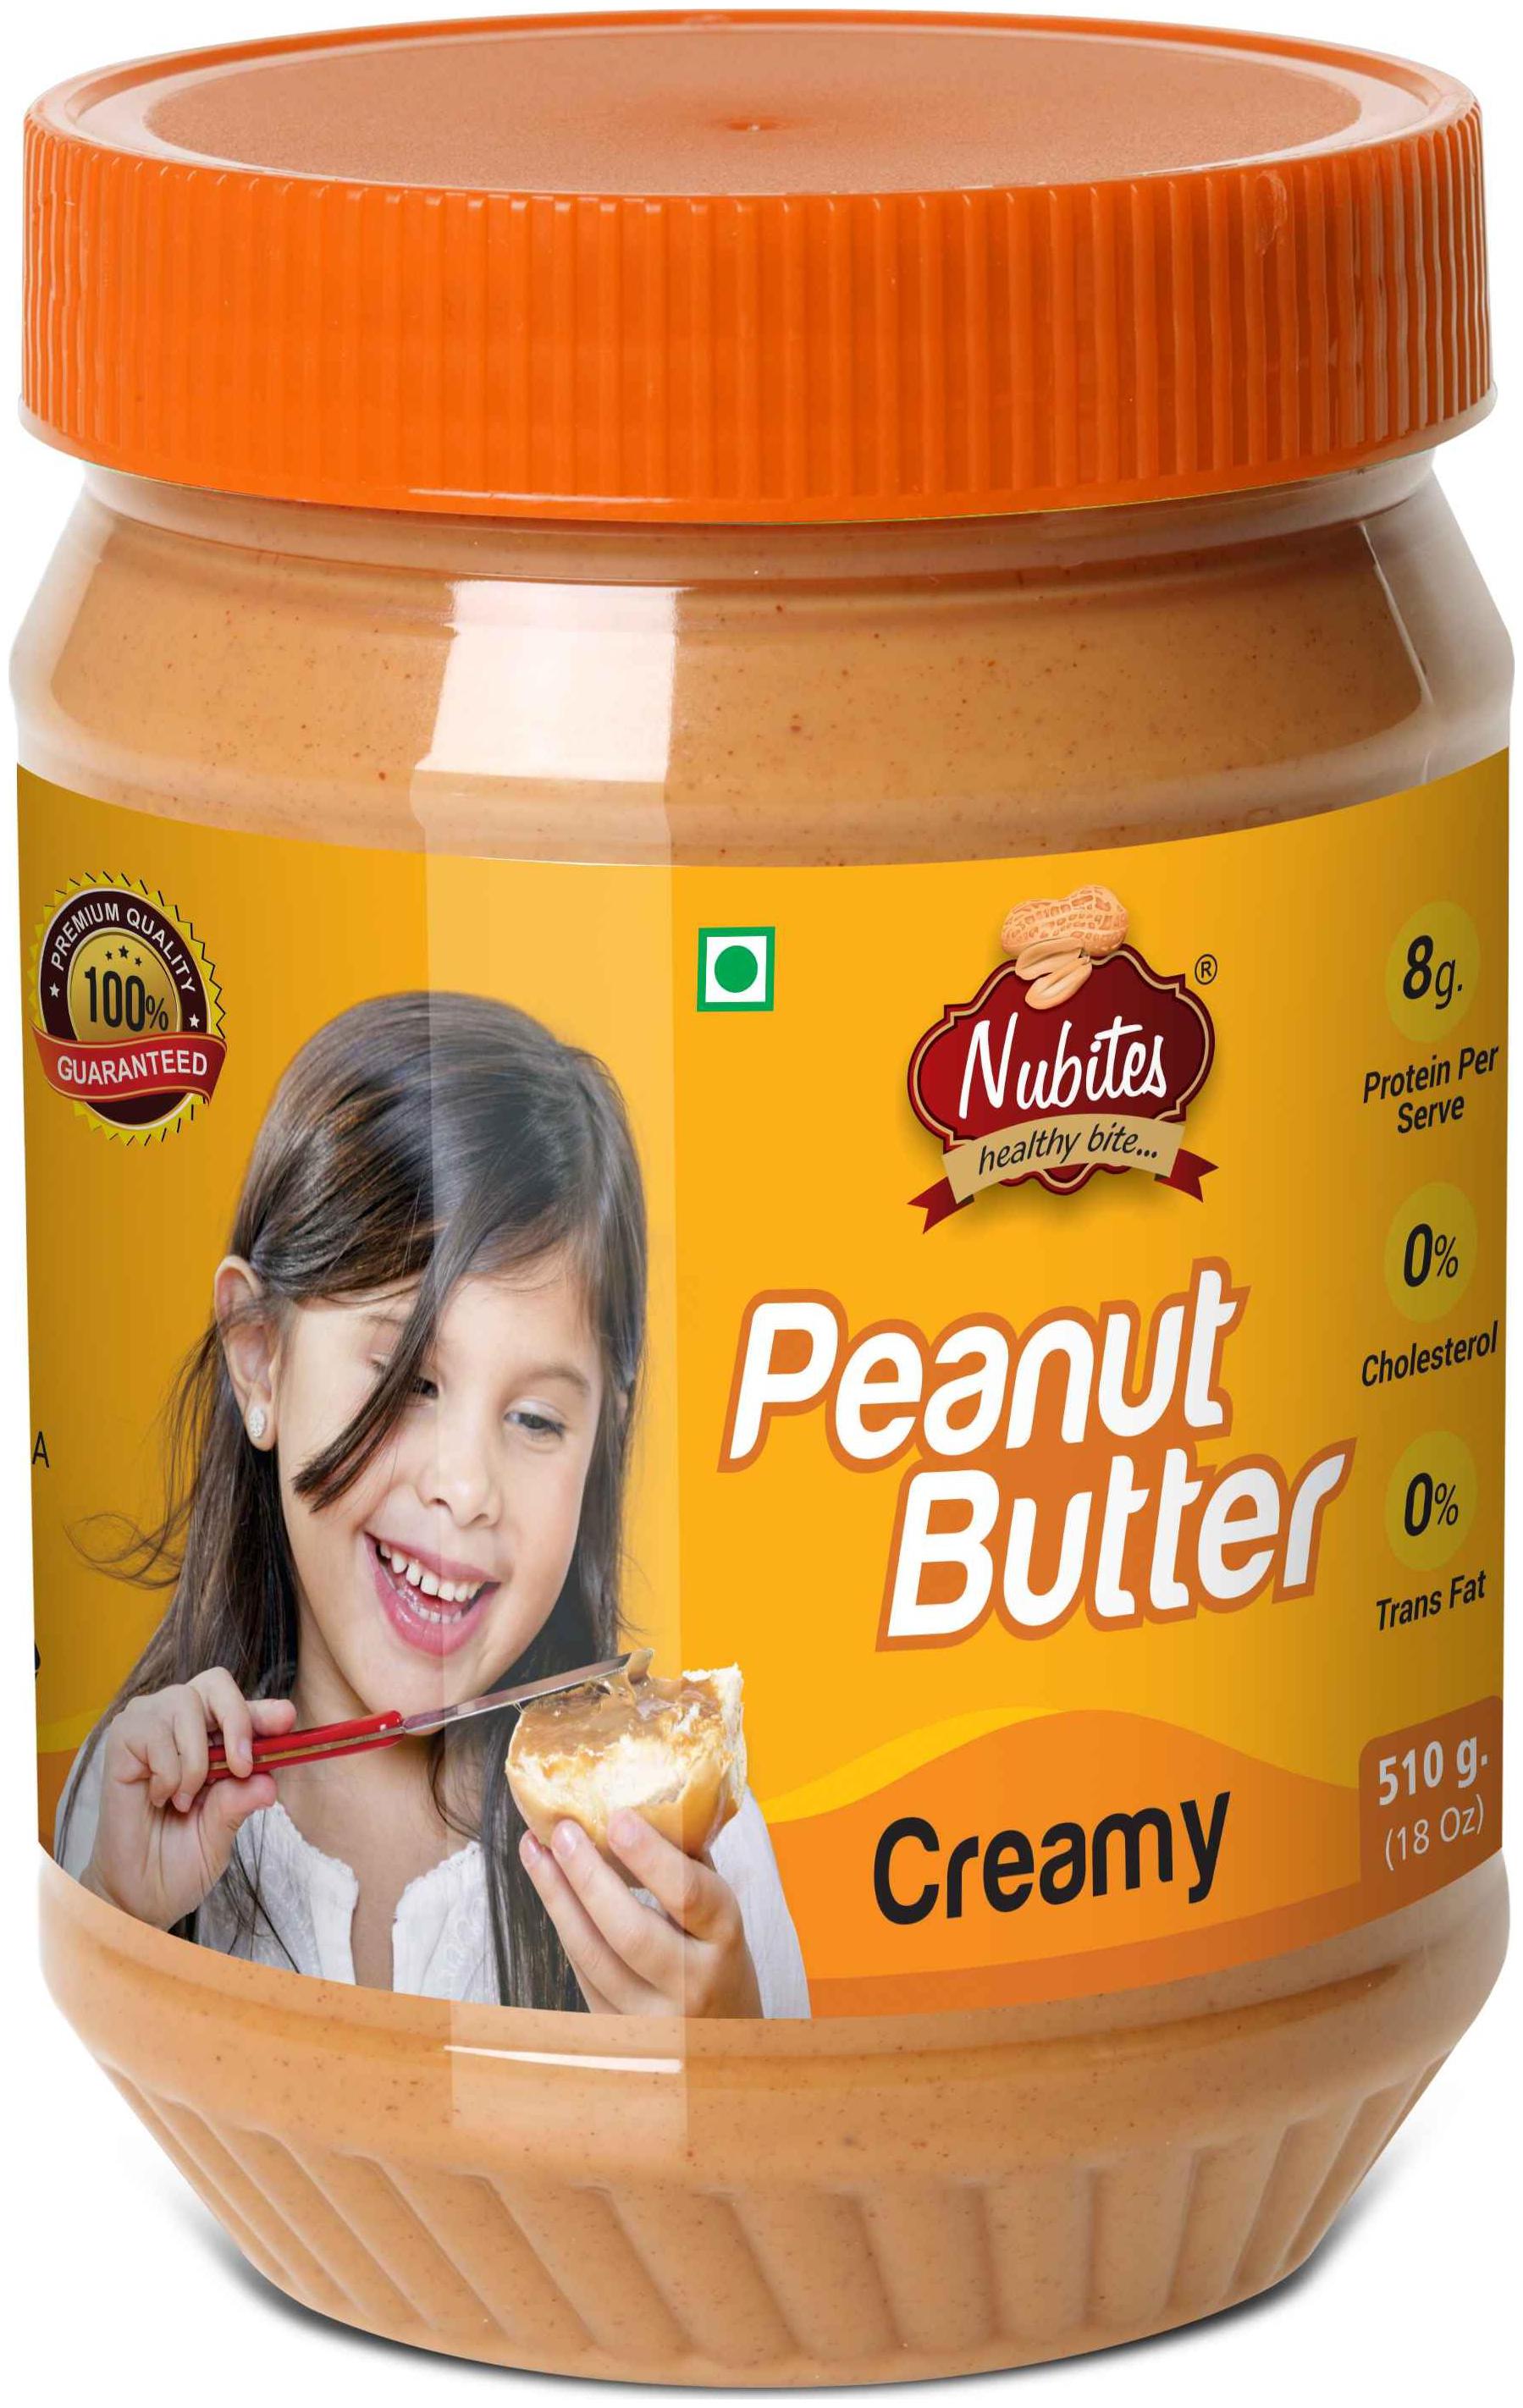 PREMIUM QUALITY
100%
GUARANTEED
A
Nubites ®
healthy bite...
Peanut
Butter
Creamy
8g.
Protein Per
Serve
0%
Cholesterol
0%
Trans Fat
510 g.
(18 Oz)